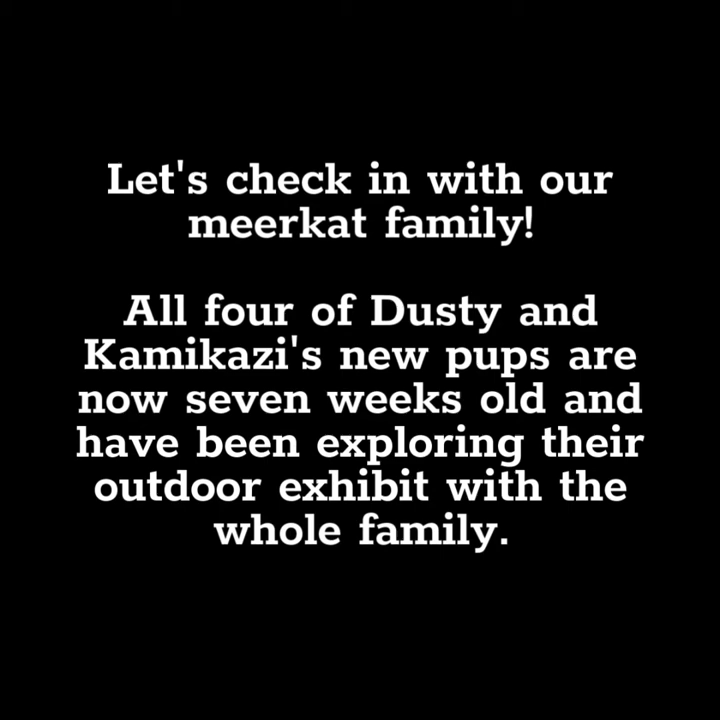 Let's check in with our
meerkat family!
All four of Dusty and
Kamikazi's new pups are
now seven weeks old and
have been exploring their
outdoor exhibit with the
whole family.